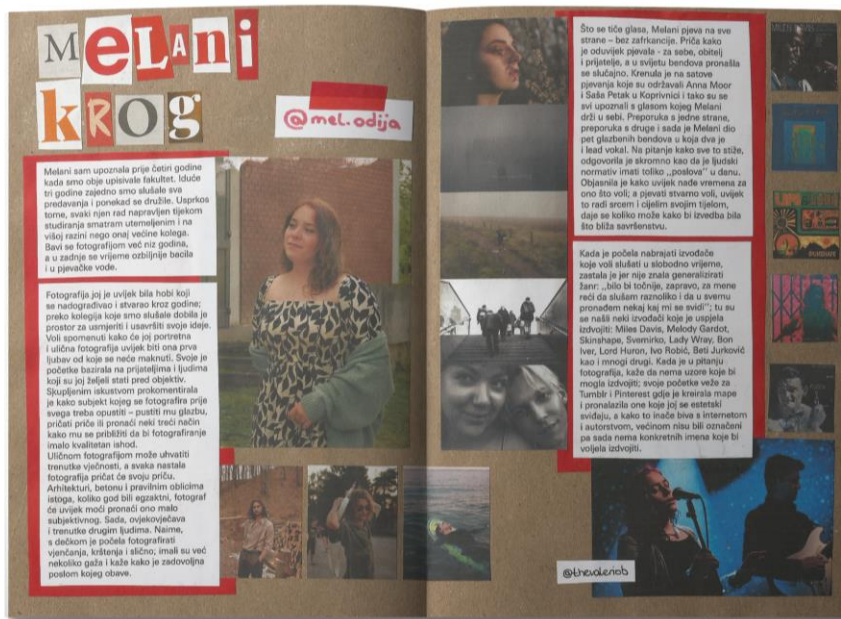 MeLAni
kROg
@mel.odija
Melani sam upoznala prije četiri godine
kada smo obje upisivale fakultet. Iduće
tri godine zajedno smo slušale sve
predavanja i ponekad se družile. Usprkos
tome, svaki njen rad napravljen tijekom
studiranja smatram utemeljenim i na
višoj razini nego onaj većine kolega.
Bavi se fotografijom već niz godina,
a u zadnje se vrijeme ozbiljnije bacila
i u pjevačke vode.
Fotografija joj je uvijek bila hobi koji
se nadograđivao i stvarao kroz godine;
preko kolegija koje smo slušale dobila je
prostor za usmjeriti i usavršiti svoje ideje.
Voli spomenuti kako će joj portretna
i ulična fotografija uvijek biti ona prva
ljubav od koje se neće maknuti. Svoje je
početke bazirala na prijateljima i ljudima
koji su joj željeli stati pred objektiv.
Skupljenim iskustvom prokomentirala
je kako subjekt kojeg se fotografira prije
svega treba opustiti – pustiti mu glazbu,
pričati priče ili pronaći neki treći način
kako mu se približiti da bi fotografiranje
imalo kvalitetan ishod.
Uličnom fotografijom može uhvatiti
trenutke vječnosti, a svaka nastala
fotografija pričat će svoju priču.
Arhitekturi, betonu i pravilnim oblicima
istoga, koliko god bili egzaktni, fotograf
će uvijek moći pronaći ono malo
subjektivnog. Sada, ovjekovječava
i trenutke drugim ljudima. Naime,
s dečkom je počela fotografirati
vjenčanja, krštenja i slično; imali su već
nekoliko gaža i kaže kako je zadovoljna
poslom kojeg obave.
Što se tiče glasa, Melani pjeva na sve
strane – bez zafrkancije. Priča kako
je oduvijek pjevala - za sebe, obitelj
i prijatelje, a u svijetu bendova pronašla
se slučajno. Krenula je na satove
pjevanja koje su održavali Anna Moor
i Saša Petak u Koprivnici i tako su se
svi upoznali s glasom kojeg Melani
drži u sebi. Preporuka s jedne strane,
preporuka s druge i sada je Melani dio
pet glazbenih bendova u koja dva je
i lead vokal. Na pitanje kako sve to stiže,
odgovorila je skromno kao da je ljudski
normativ imati toliko „poslova" u danu.
Objasnila je kako uvijek nađe vremena za
ono što voli; a pjevati stvarno voli, uvijek
to radi srcem i cijelim svojim tijelom,
daje se koliko može kako bi izvedba bila
što bliža savršenstvu.
Kada je počela nabrajati izvođače
koje voli slušati u slobodno vrijeme,
zastala je jer nije znala generalizirati
žanr: „bilo bi točnije, zapravo, za mene
reći da slušam raznoliko i da u svemu
pronađem nekaj kaj mi se svidi"; tu su
se našli neki izvođači koje je uspjela
izdvojiti: Miles Davis, Melody Gardot,
Skinshape, Svemirko, Lady Wray, Bon
Iver, Lord Huron, Ivo Robić, Beti Jurković
kao i mnogi drugi. Kada je u pitanju
fotografija, kaže da nema uzore koje bi
mogla izdvojiti; svoje početke veže za
Tumblr i Pinterest gdje je kreirala mape
i pronalazila one koje joj se estetski
sviđaju, a kako to inače biva s internetom
i autorstvom, većinom nisu bili označeni
pa sada nema konkretnih imena koje bi
voljela izdvojiti.
@thevaleriab